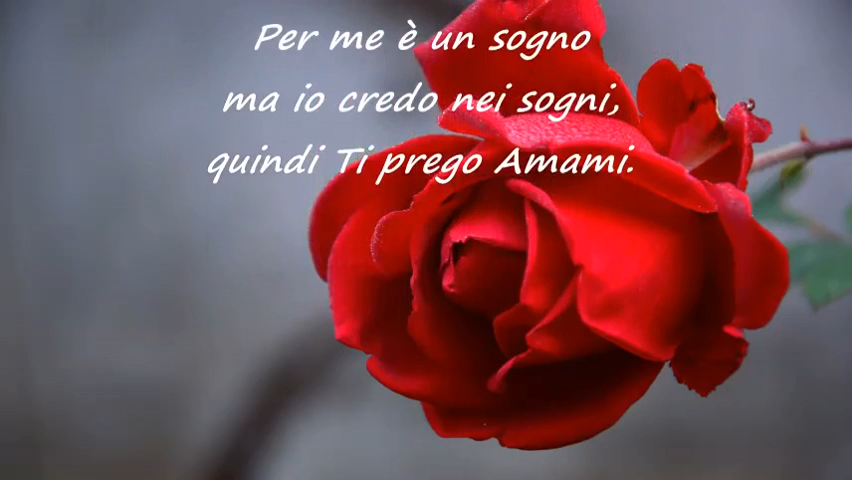 Per me è un sogno
ma io credo nei sogni,
quindi Ti prego Amami.